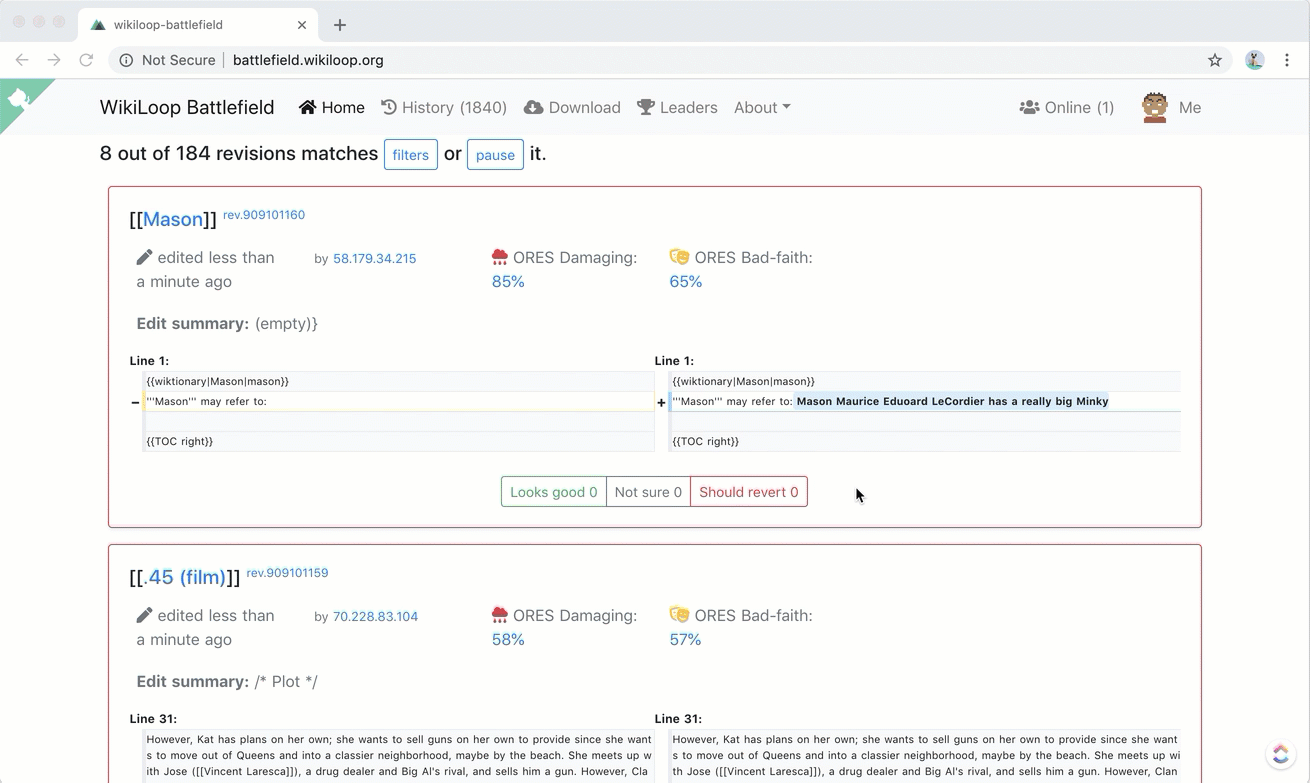 wikiloop-battlefield
Not Secure battlefield.wikiloop.org
WikiLoop Battlefield Home History (1840) Download Leaders About Online (1) Me
8 out of 184 revisions matches filters or pause it.
[[Mason]] rev.909101160
edited less than a minute ago by 58.179.34.215 ORES Damaging: 85% ORES Bad-faith: 65%
Edit summary: (empty)}
Line 1: Line 1:
{{wiktionary|Mason|mason}} {{wiktionary|Mason|mason}}
− '''Mason''' may refer to: + '''Mason''' may refer to: Mason Maurice Eduoard LeCordier has a really big Minky
{{TOC right}} {{TOC right}}
Looks good 0 Not sure 0 Should revert 0
[[.45 (film)]] rev.909101159
edited less than a minute ago by 70.228.83.104 ORES Damaging: 58% ORES Bad-faith: 57%
Edit summary: /* Plot */
Line 31: Line 31:
However, Kat has plans on her own; she wants to sell guns on her own to provide since she want
s to move out of Queens and into a classier neighborhood, maybe by the beach. She meets up w
ith Jose ([[Vincent Laresca]]), a drug dealer and Big Al's rival, and sells him a gun. However, Cla
However, Kat has plans on her own; she wants to sell guns on her own to provide since she want
s to move out of Queens and into a classier neighborhood, maybe by the beach. She meets up wi
th Jose ([[Vincent Laresca]]), a drug dealer and Big Al's rival, and sells him a gun. However, Clan